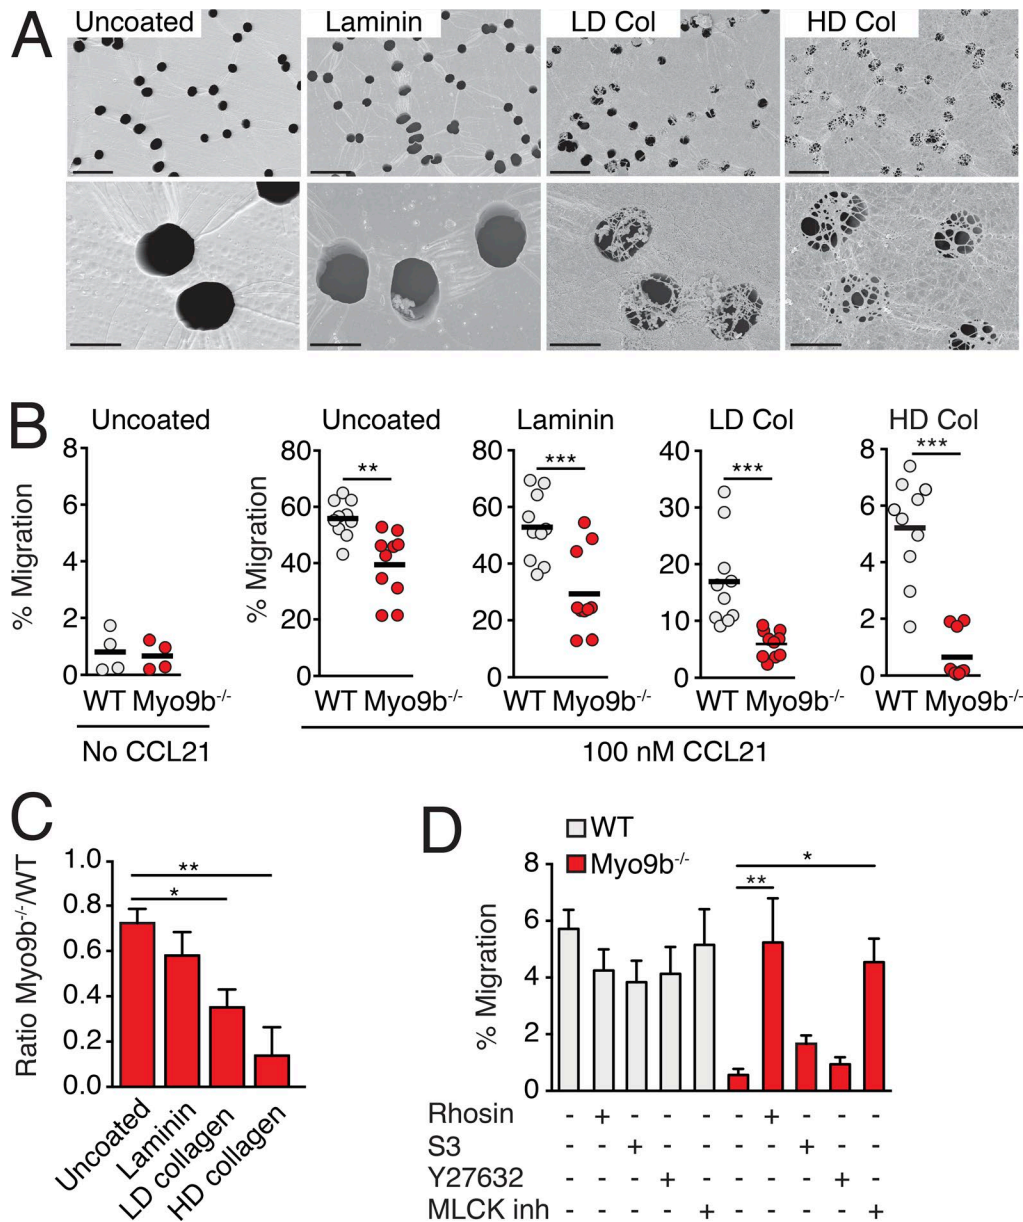 A
Uncoated Laminin LD Col HD Col
B
Uncoated Uncoated Laminin LD Col HD Col
% Migration
8
6
4
2
0
WT Myo9b-/-
No CCL21
% Migration
80
60
40
20
0
**
WT Myo9b-/-
80
60
40
20
0
***
WT Myo9b-/-
40
30
20
10
0
***
WT Myo9b-/-
8
6
4
2
0
***
WT Myo9b-/-
100 nM CCL21
C
Ratio Myo9b-/-/WT
1.0
0.8
0.6
0.4
0.2
0.0
**
*
Uncoated
Laminin
LD collagen
HD collagen
D
WT
Myo9b-/-
% Migration
8
6
4
2
0
*
**
Rhosin - + - - - - + - - -
S3 - - + - - - - + - -
Y27632 - - - + - - - - + -
MLCK inh - - - - + - - - - +